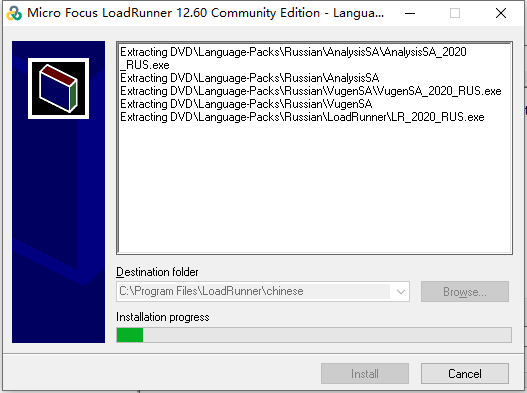 Micro Focus LoadRunner 12.60 Community Edition - Langua...
Extracting DVD\Language-Packs\Russian\AnalysisSA\AnalysisSA_2020
_RUS.exe
Extracting DVD\Language-Packs\Russian\AnalysisSA
Extracting DVD\Language-Packs\Russian\VugenSA\VugenSA_2020_RUS.exe
Extracting DVD\Language-Packs\Russian\VugenSA
Extracting DVD\Language-Packs\Russian\LoadRunner\LR_2020_RUS.exe
Destination folder
C:\Program Files\LoadRunner\chinese
Browse...
Installation progress
Install
Cancel